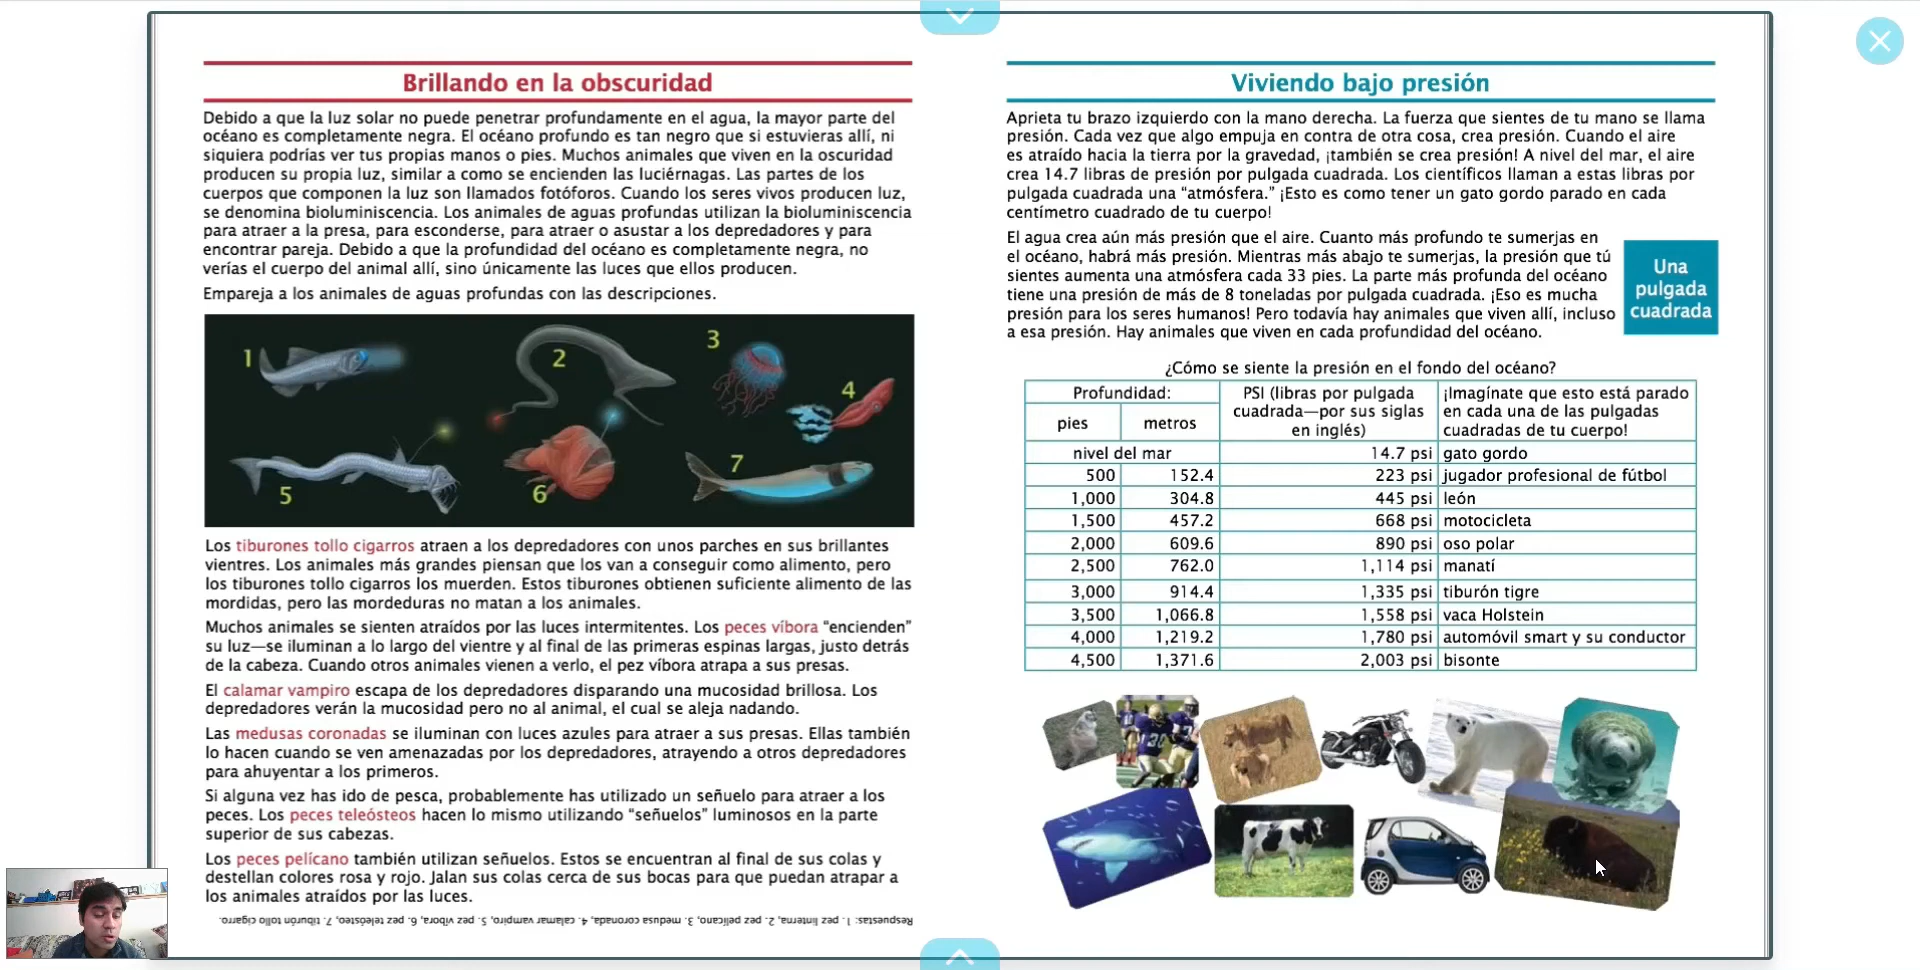 Brillando en la obscuridad
Debido a que la luz solar no puede penetrar profundamente en el agua, la mayor parte del
océano es completamente negra. El océano profundo es tan negro que si estuvieras allí, ni
siquiera podrías ver tus propias manos o pies. Muchos animales que viven en la oscuridad
producen su propia luz, similar a como se encienden las luciérnagas. Las partes de los
cuerpos que componen la luz son llamados fotóforos. Cuando los seres vivos producen luz,
se denomina bioluminiscencia. Los animales de aguas profundas utilizan la bioluminiscencia
para atraer a la presa, para esconderse, para atraer o asustar a los depredadores y para
encontrar pareja. Debido a que la profundidad del océano es completamente negra, no
verías el cuerpo del animal allí, sino únicamente las luces que ellos producen.
Empareja a los animales de aguas profundas con las descripciones.
1
2
3
4
5
6
7
Los tiburones tollo cigarros atraen a los depredadores con unos parches en sus brillantes
vientres. Los animales más grandes piensan que los van a conseguir como alimento, pero
los tiburones tollo cigarros los muerden. Estos tiburones obtienen suficiente alimento de las
mordidas, pero las mordeduras no matan a los animales.
Muchos animales se sienten atraídos por las luces intermitentes. Los peces víbora “encienden”
su luz—se iluminan a lo largo del vientre y al final de las primeras espinas largas, justo detrás
de la cabeza. Cuando otros animales vienen a verlo, el pez víbora atrapa a sus presas.
El calamar vampiro escapa de los depredadores disparando una mucosidad brillosa. Los
depredadores verán la mucosidad pero no al animal, el cual se aleja nadando.
Las medusas coronadas se iluminan con luces azules para atraer a sus presas. Ellas también
lo hacen cuando se ven amenazadas por los depredadores, atrayendo a otros depredadores
para ahuyentar a los primeros.
Si alguna vez has ido de pesca, probablemente has utilizado un señuelo para atraer a los
peces. Los peces teleósteos hacen lo mismo utilizando “señuelos” luminosos en la parte
superior de sus cabezas.
Los peces pelícano también utilizan señuelos. Estos se encuentran al final de sus colas y
destellan colores rosa y rojo. Jalan sus colas cerca de sus bocas para que puedan atrapar a
los animales atraídos por las luces.
Respuestas: 1. pez linterna, 2. pez pelícano, 3. medusa coronada, 4. calamar vampiro, 5. pez víbora, 6. pez teleósteo, 7. tiburón tollo cigarro.
Viviendo bajo presión
Aprieta tu brazo izquierdo con la mano derecha. La fuerza que sientes de tu mano se llama
presión. Cada vez que algo empuja en contra de otra cosa, crea presión. Cuando el aire
es atraído hacia la tierra por la gravedad, ¡también se crea presión! A nivel del mar, el aire
crea 14.7 libras de presión por pulgada cuadrada. Los científicos llaman a estas libras por
pulgada cuadrada una “atmósfera.” ¡Esto es como tener un gato gordo parado en cada
centímetro cuadrado de tu cuerpo!
El agua crea aún más presión que el aire. Cuanto más profundo te sumerjas en
el océano, habrá más presión. Mientras más abajo te sumerjas, la presión que tú
sientes aumenta una atmósfera cada 33 pies. La parte más profunda del océano
tiene una presión de más de 8 toneladas por pulgada cuadrada. ¡Eso es mucha
presión para los seres humanos! Pero todavía hay animales que viven allí, incluso
a esa presión. Hay animales que viven en cada profundidad del océano.
Una
pulgada
cuadrada
¿Cómo se siente la presión en el fondo del océano?
Profundidad:
pies metros
PSI (libras por pulgada
cuadrada—por sus siglas
en inglés)
¡Imagínate que esto está parado
en cada una de las pulgadas
cuadradas de tu cuerpo!
nivel del mar 14.7 psi gato gordo
500 152.4 223 psi jugador profesional de fútbol
1,000 304.8 445 psi león
1,500 457.2 668 psi motocicleta
2,000 609.6 890 psi oso polar
2,500 762.0 1,114 psi manatí
3,000 914.4 1,335 psi tiburón tigre
3,500 1,066.8 1,558 psi vaca Holstein
4,000 1,219.2 1,780 psi automóvil smart y su conductor
4,500 1,371.6 2,003 psi bisonte